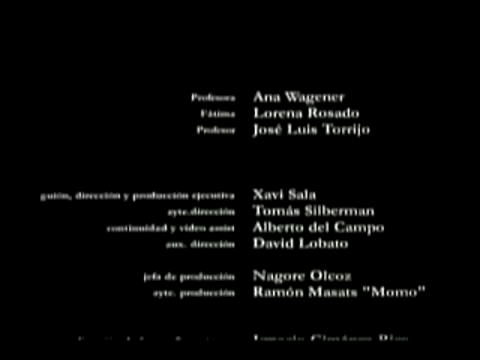 Profesora Ana Wagener
Fátima Lorena Rosado
Profesor José Luis Torrijo
guión, dirección y producción ejecutiva Xavi Sala
ayte.dirección Tomás Silberman
continuidad y video assist Alberto del Campo
aux. dirección David Lobato
jefa de producción Nagore Olcoz
ayte. producción Ramón Masats "Momo"